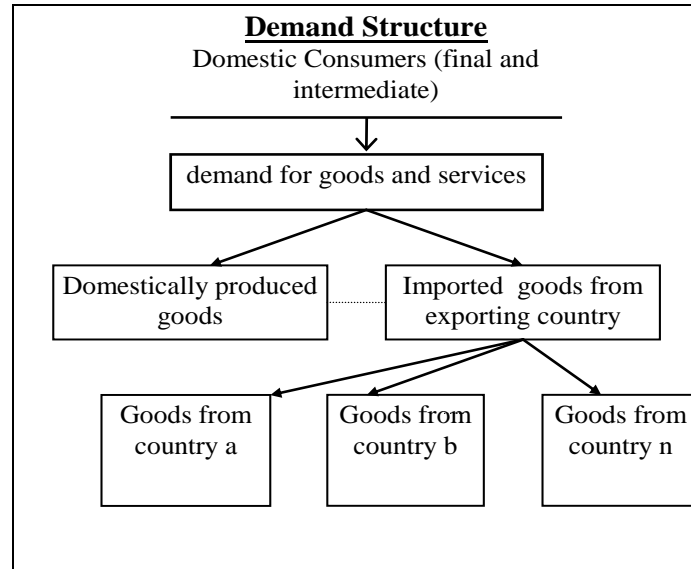 Demand Structure
Domestic Consumers (final and
intermediate)
demand for goods and services
Domestically produced
goods
Imported goods from
exporting country
Goods from
country a
Goods from
country b
Goods from
country n